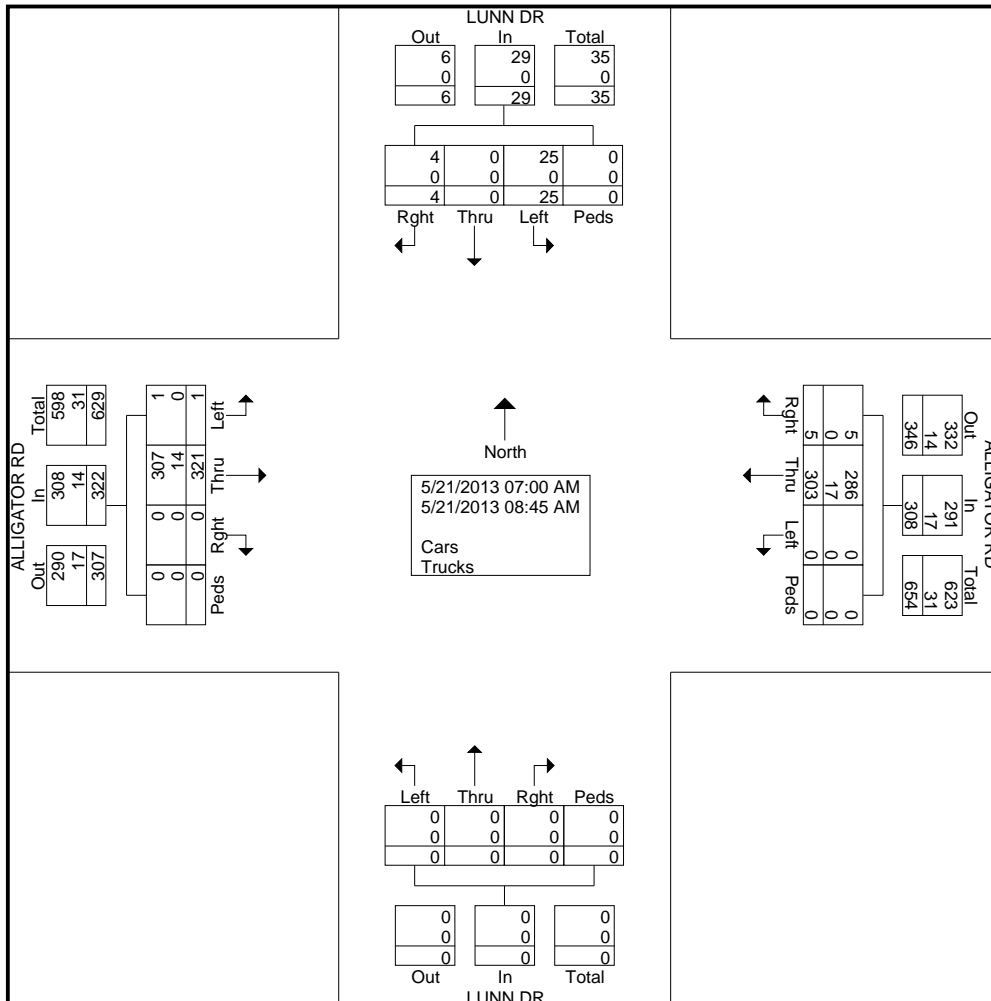 LUNN DR
Out In Total
6 29 35
0 0 0
6 29 35
4 0 25 0
0 0 0 0
4 0 25 0
Rght Thru Left Peds
ALLIGATOR RD
Total In Out
598 308 290
31 14 17
629 322 307
1 307 0 0
0 14 0 0
1 321 0 0
Left Thru Rght Peds
North
5/21/2013 07:00 AM
5/21/2013 08:45 AM
Cars
Trucks
Rght Thru Left Peds
5 286 0 0
0 17 0 0
5 303 0 0
Out In Total
332 291 623
14 17 31
346 308 654
ALLIGATOR RD
Left Thru Rght Peds
0 0 0 0
0 0 0 0
0 0 0 0
0 0 0
0 0 0
0 0 0
Out In Total
LUNN DR